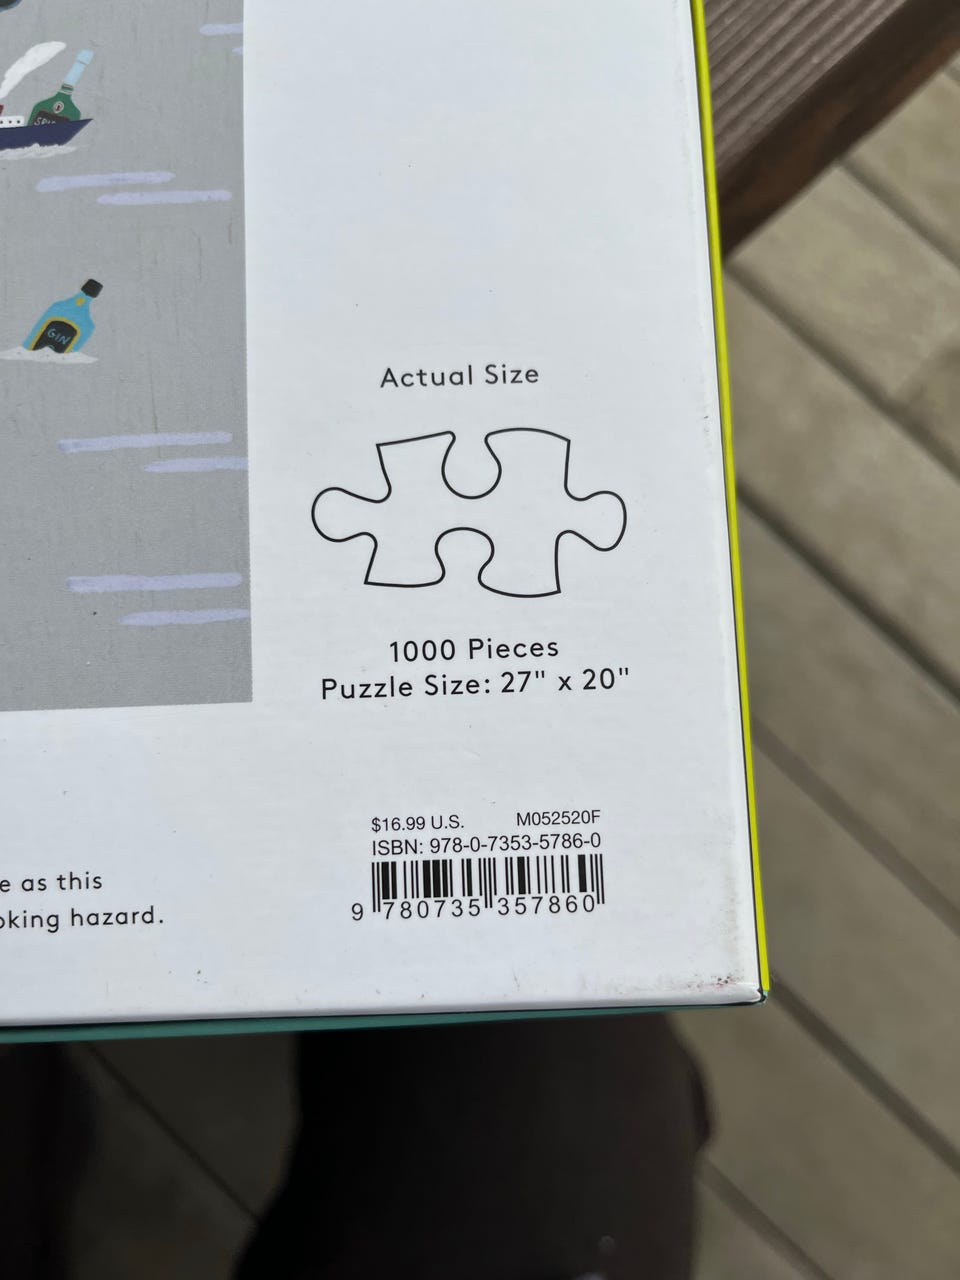 GIN
Actual Size
1000 Pieces
Puzzle Size: 27" x 20"
$16.99 U.S. M052520F
ISBN: 978-0-7353-5786-0
9 780735 357860
e as this
oking hazard.